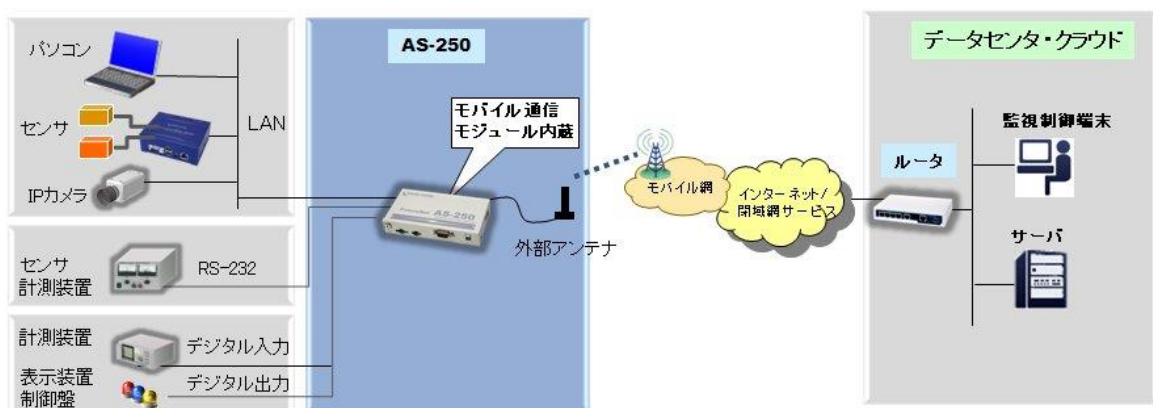 パソコン
センサ
IPカメラ
LAN
センサ
計測装置
RS-232
計測装置
デジタル入力
表示装置
制御盤
デジタル出力
AS-250
モバイル通信
モジュール内蔵
AS-250
外部アンテナ
モバイル網
インターネット/
閉域網サービス
データセンタ・クラウド
ルータ
監視制御端末
サーバ